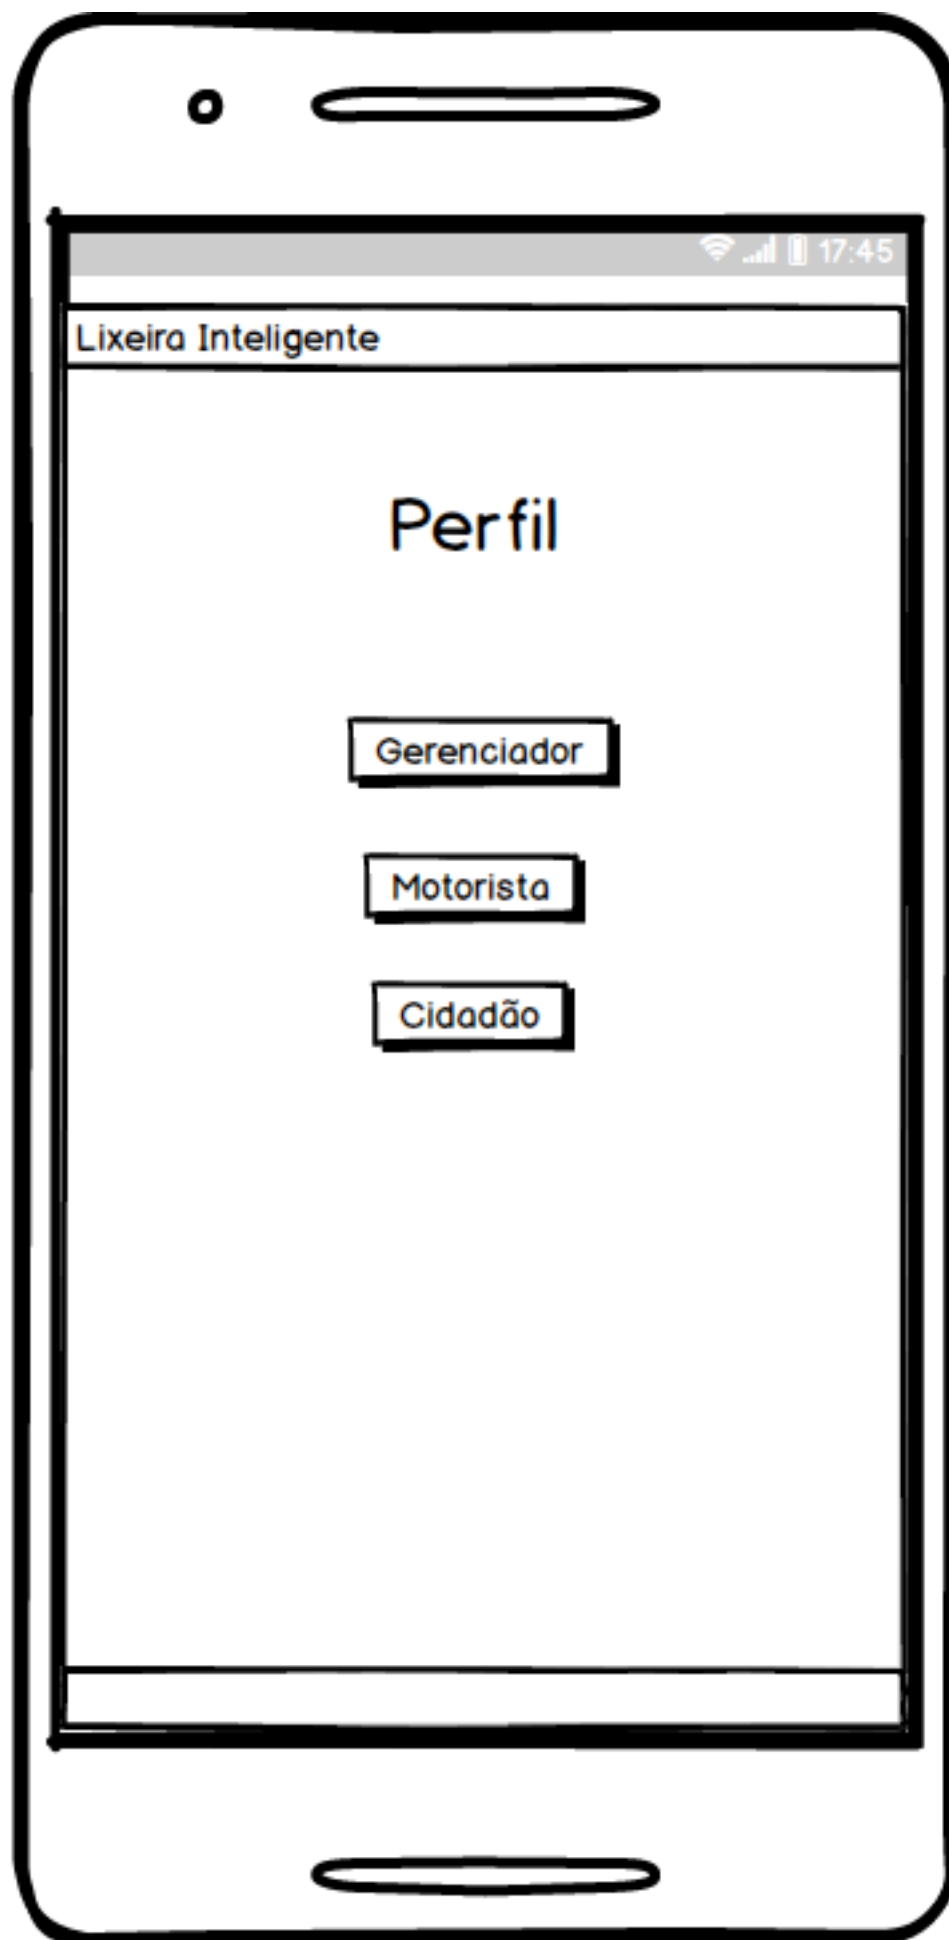 17:45
Lixeira Inteligente
Perfil
Gerenciador
Motorista
Cidadão